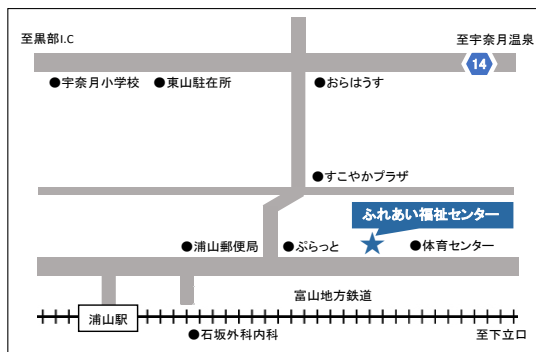 至黒部I.C
至宇奈月温泉
14
●宇奈月小学校
●東山駐在所
●おらはうす
●すこやかプラザ
ふれあい福祉センター
●浦山郵便局
●ぷらっと
●体育センター
富山地方鉄道
浦山駅
●石坂外科内科
至下立口